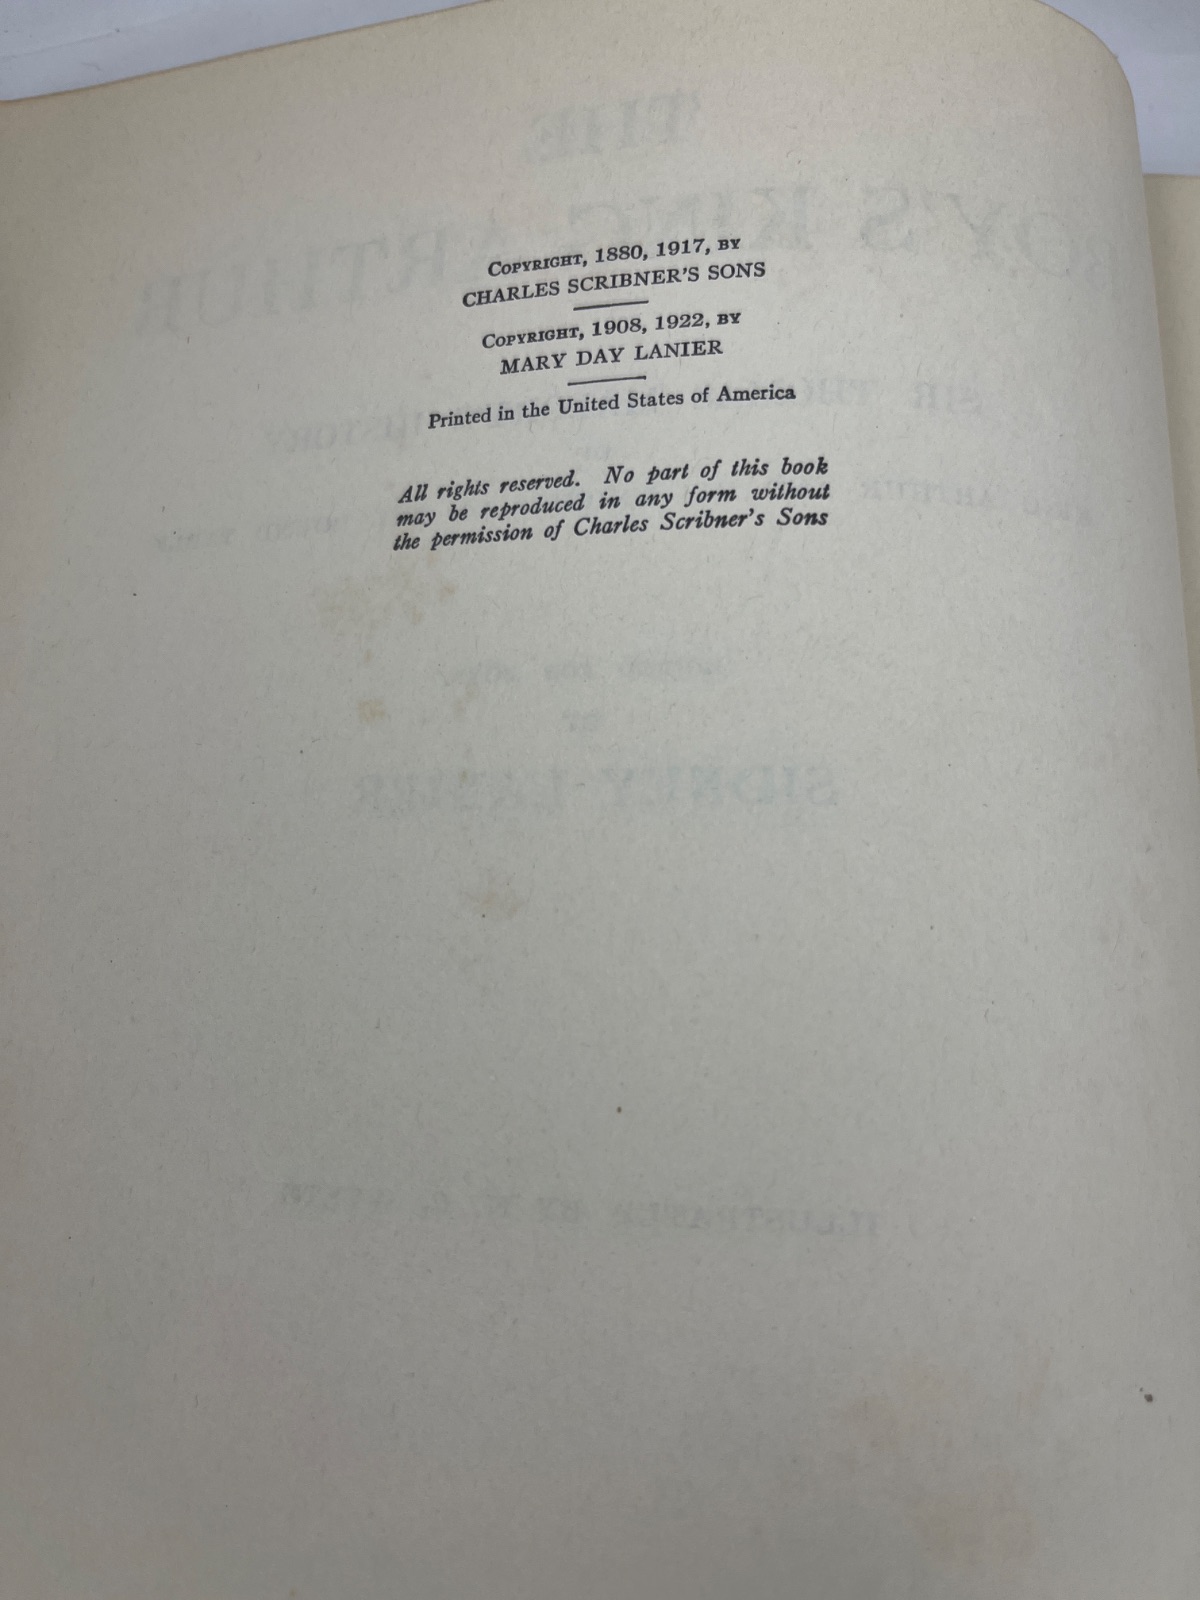 COPYRIGHT, 1880, 1917, BY
CHARLES SCRIBNER'S SONS
COPYRIGHT, 1908, 1922, BY
MARY DAY LANIER
Printed in the United States of America
All rights reserved. No part of this book
may be reproduced in any form without
the permission of Charles Scribner's Sons